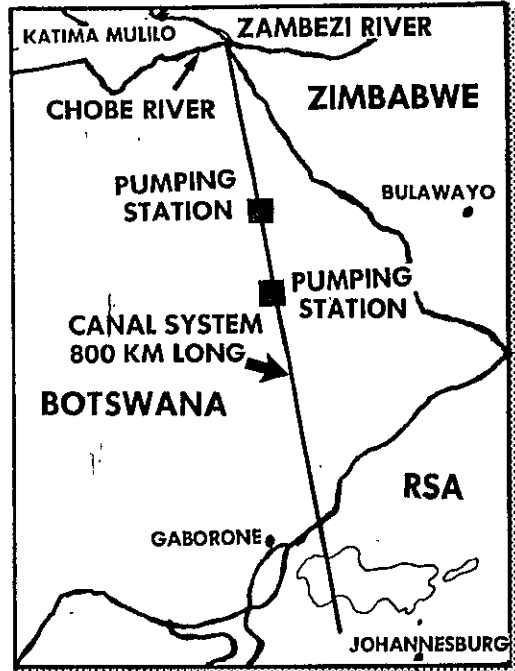 KATIMA MULILO
ZAMBEZI RIVER
CHOBE RIVER
ZIMBABWE
PUMPING
STATION
BULAWAYO
PUMPING
STATION
CANAL SYSTEM
800 KM LONG
BOTSWANA
RSA
GABORONE
JOHANNESBURG